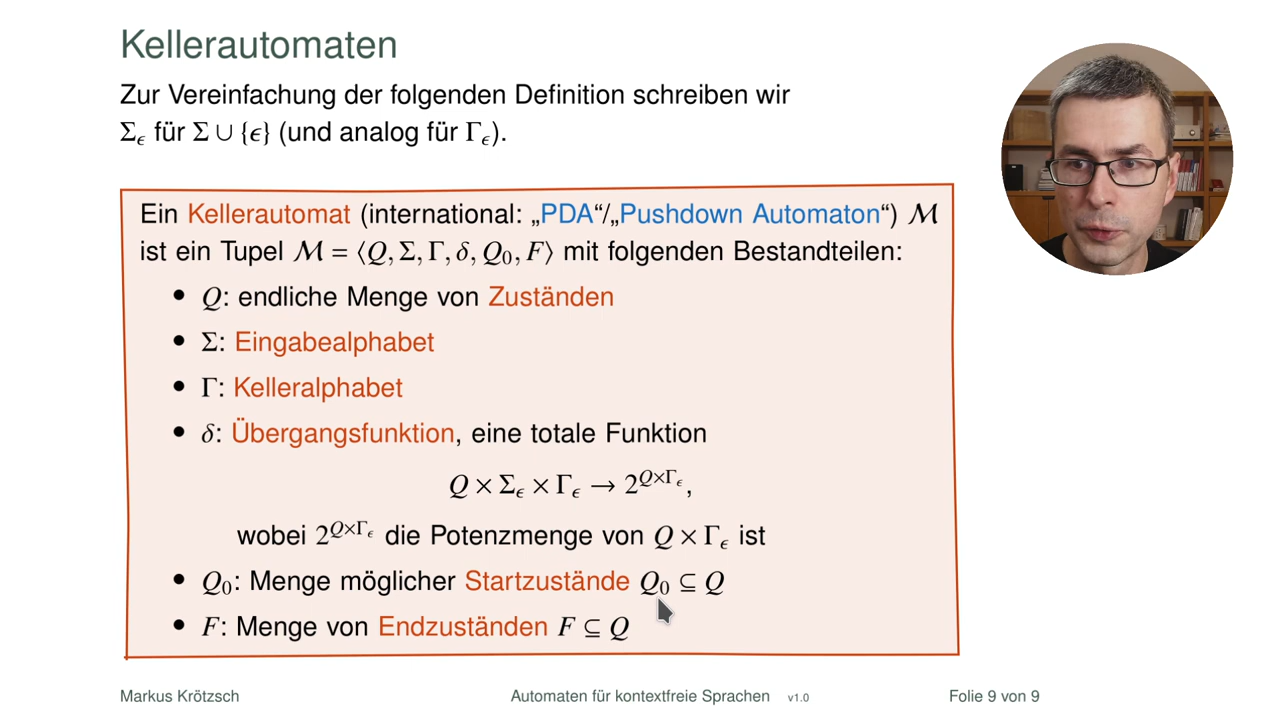 Kellerautomaten
Zur Vereinfachung der folgenden Definition schreiben wir
Σ_ϵ für Σ ∪ {ϵ} (und analog für Γ_ϵ).
Ein Kellerautomat (international: „PDA“/„Pushdown Automaton“) ℳ
ist ein Tupel ℳ = ⟨Q, Σ, Γ, δ, Q₀, F⟩ mit folgenden Bestandteilen:
• Q: endliche Menge von Zuständen
• Σ: Eingabealphabet
• Γ: Kelleralphabet
• δ: Übergangsfunktion, eine totale Funktion
Q × Σ_ϵ × Γ_ϵ → 2^{Q×Γ_ϵ},
wobei 2^{Q×Γ_ϵ} die Potenzmenge von Q × Γ_ϵ ist
• Q₀: Menge möglicher Startzustände Q₀ ⊆ Q
• F: Menge von Endzuständen F ⊆ Q
Markus Krötzsch Automaten für kontextfreie Sprachen v1.0 Folie 9 von 9